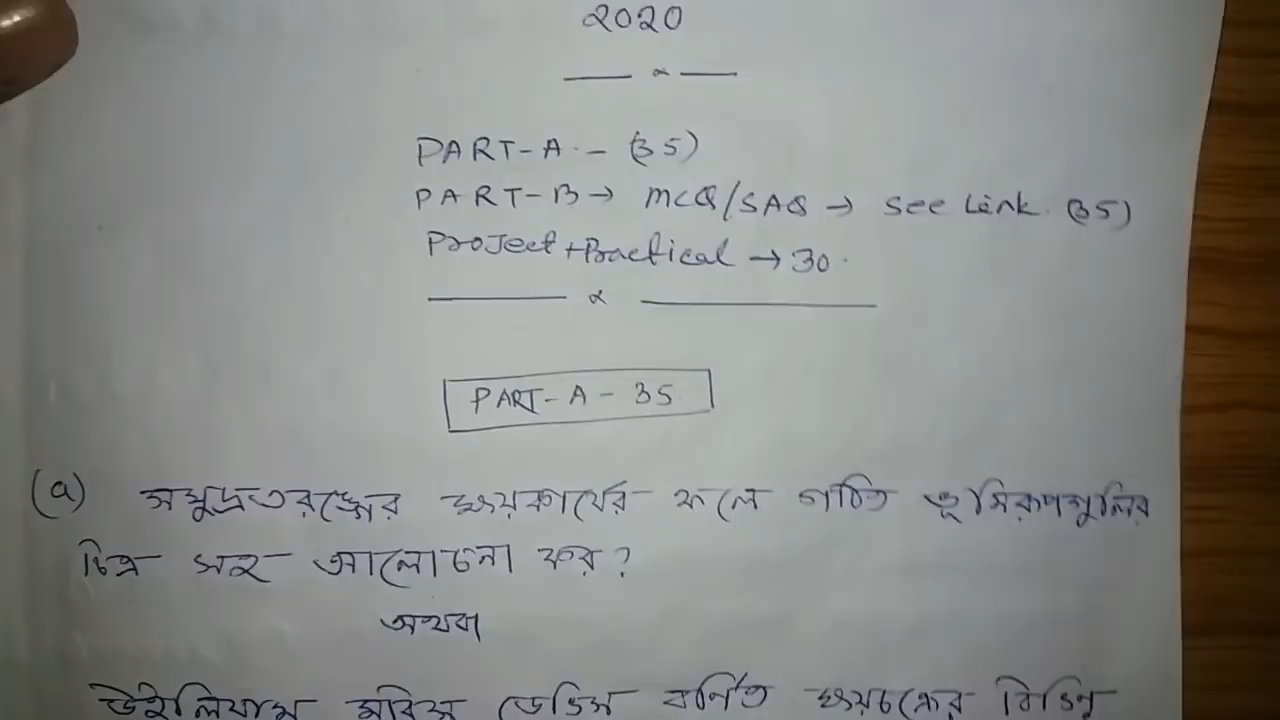 2020
PART-A - (35)
PART-B → MCQ/SAQ → See Link (35)
Project+Practical → 30.
PART-A-35
(a) সমুদ্রতরঙ্গের ক্ষয়কার্যের ফলে গঠিত ভূমিরূপগুলির
চিত্র সহ আলোচনা কর?
অথবা
উইলিয়াম মরিস ডেভিস বর্ণিত ক্ষয়চক্রের বিভিন্ন